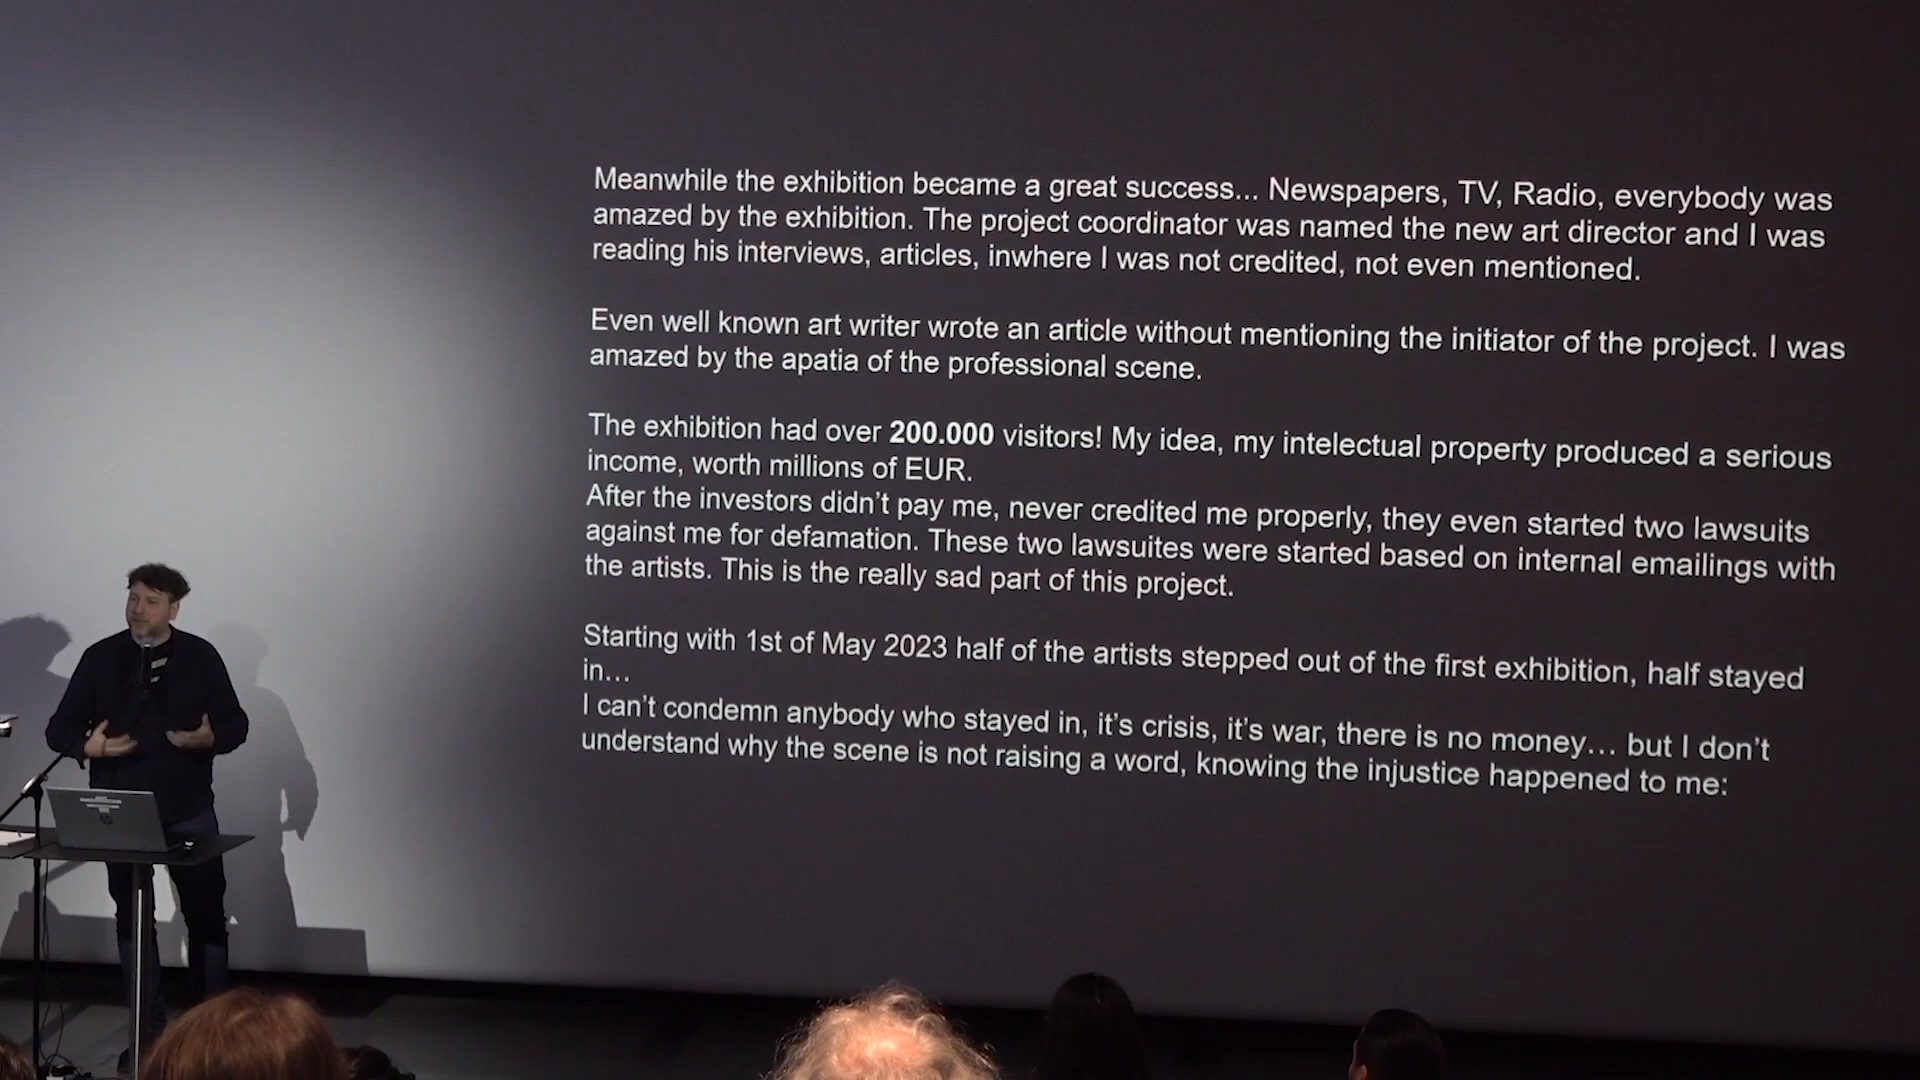 Meanwhile the exhibition became a great success... Newspapers, TV, Radio, everybody was
amazed by the exhibition. The project coordinator was named the new art director and I was
reading his interviews, articles, inwhere I was not credited, not even mentioned.
Even well known art writer wrote an article without mentioning the initiator of the project. I was
amazed by the apatia of the professional scene.
The exhibition had over 200.000 visitors! My idea, my intelectual property produced a serious
income, worth millions of EUR.
After the investors didn't pay me, never credited me properly, they even started two lawsuits
against me for defamation. These two lawsuites were started based on internal emailings with
the artists. This is the really sad part of this project.
Starting with 1st of May 2023 half of the artists stepped out of the first exhibition, half stayed
in…
I can't condemn anybody who stayed in, it's crisis, it's war, there is no money… but I don't
understand why the scene is not raising a word, knowing the injustice happened to me: